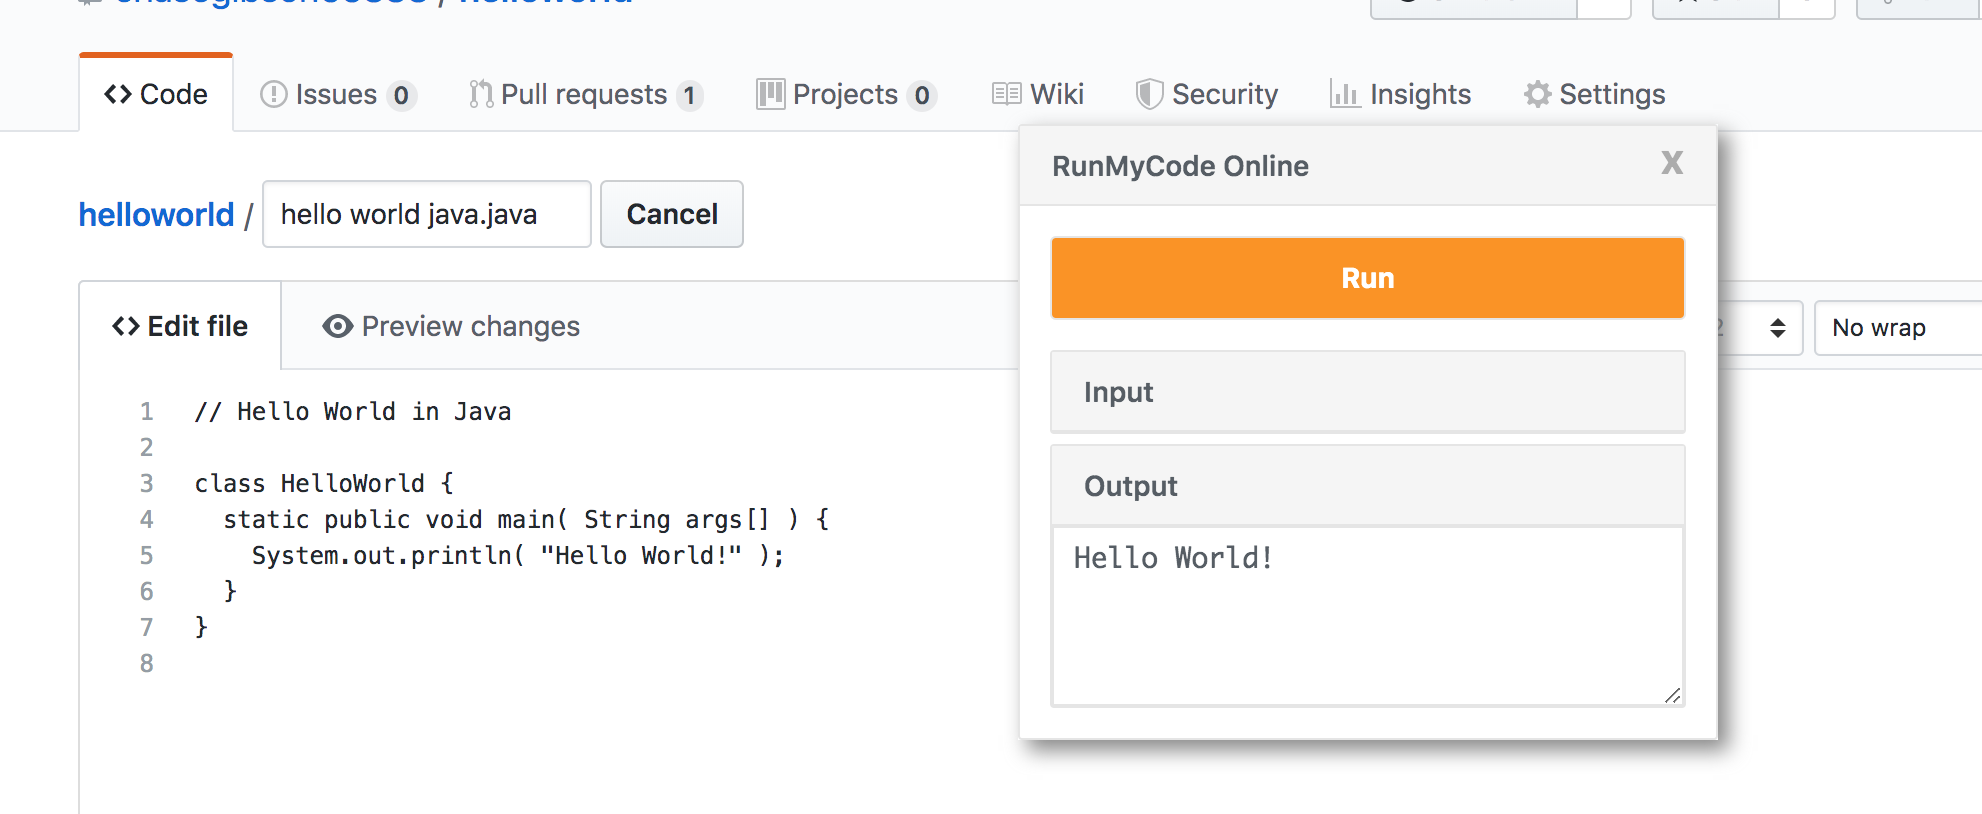 helloworld
Code
Issues 0
Pull requests 1
Projects 0
Wiki
Security
Insights
Settings
helloworld / hello world java.java Cancel
Edit file
Preview changes
No wrap
1 // Hello World in Java
2
3 class HelloWorld {
4 static public void main( String args[] ) {
5 System.out.println( "Hello World!" );
6 }
7 }
8
RunMyCode Online X
Run
Input
Output
Hello World!